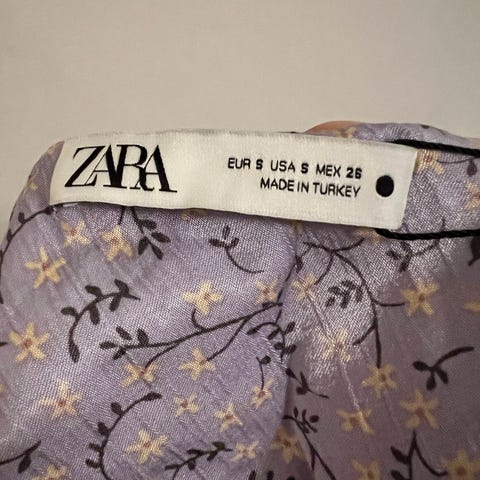 ZARA
EUR S USA S MEX 26
MADE IN TURKEY